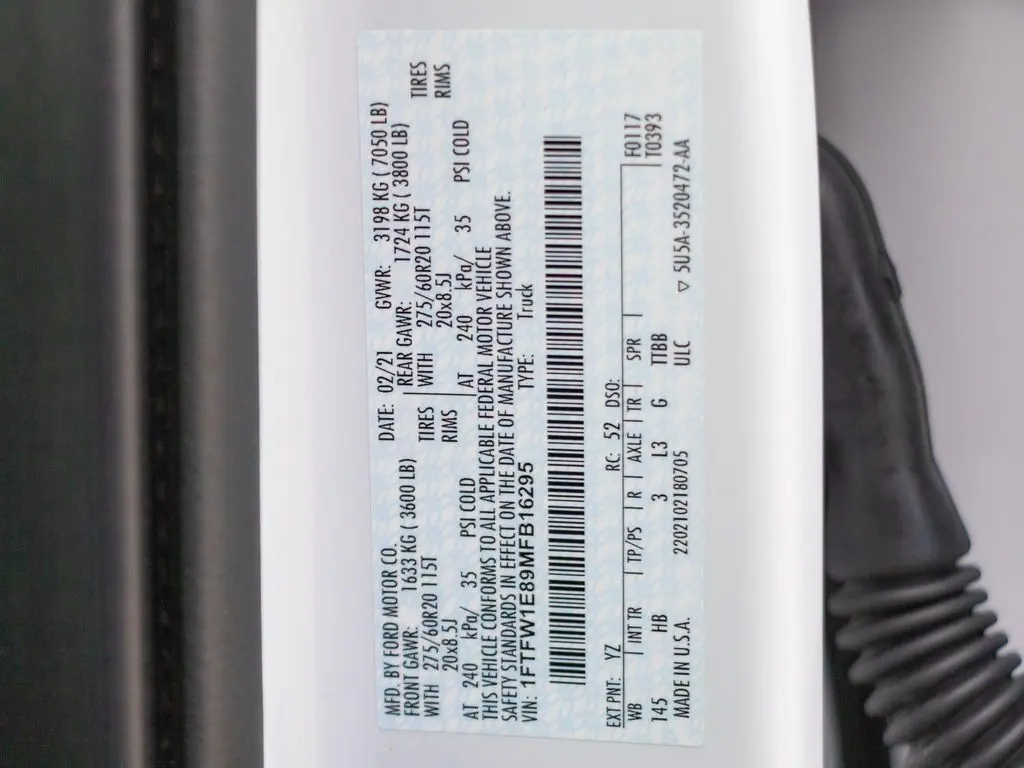 MFD. BY FORD MOTOR CO. DATE: 02/21 GVWR: 3198 KG ( 7050 LB)
FRONT GAWR: 1633 KG ( 3600 LB) REAR GAWR: 1724 KG ( 3800 LB)
WITH 275/60R20 115T TIRES WITH 275/60R20 115T TIRES
20x8.5J RIMS 20x8.5J RIMS
AT 240 kPa/ 35 PSI COLD AT 240 kPa/ 35 PSI COLD
THIS VEHICLE CONFORMS TO ALL APPLICABLE FEDERAL MOTOR VEHICLE
SAFETY STANDARDS IN EFFECT ON THE DATE OF MANUFACTURE SHOWN ABOVE.
VIN: 1FTFW1E89MFB16295 TYPE: Truck
EXT PNT: YZ RC: 52 DSO: F0117
WB INT TR TP/PS R AXLE TR SPR T0393
145 HB 3 L3 G TTBB
MADE IN U.S.A. 220210218​0705 ULC ▽ 5U5A-3520472-AA